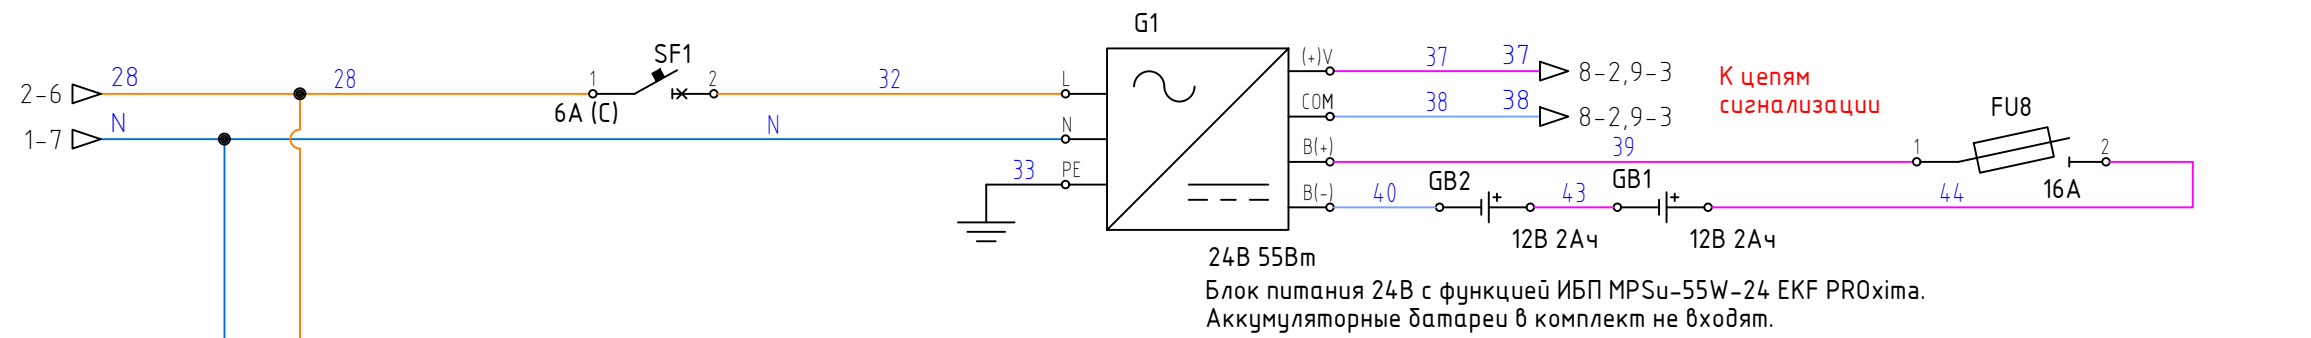 G1
SF1
2-6
28
28
1
2
32
L
(+)V
37
37
8-2,9-3
К цепям
сигнализации
6А (С)
1-7
N
N
N
COM
38
38
8-2,9-3
FU8
33
PE
B(+)
39
1
2
16А
B(-)
40
GB2
43
GB1
44
+
+
12В 2Ач
12В 2Ач
24В 55Вт
Блок питания 24В с функцией ИБП MPSu-55W-24 EKF PROxima.
Аккумуляторные батареи в комплект не входят.